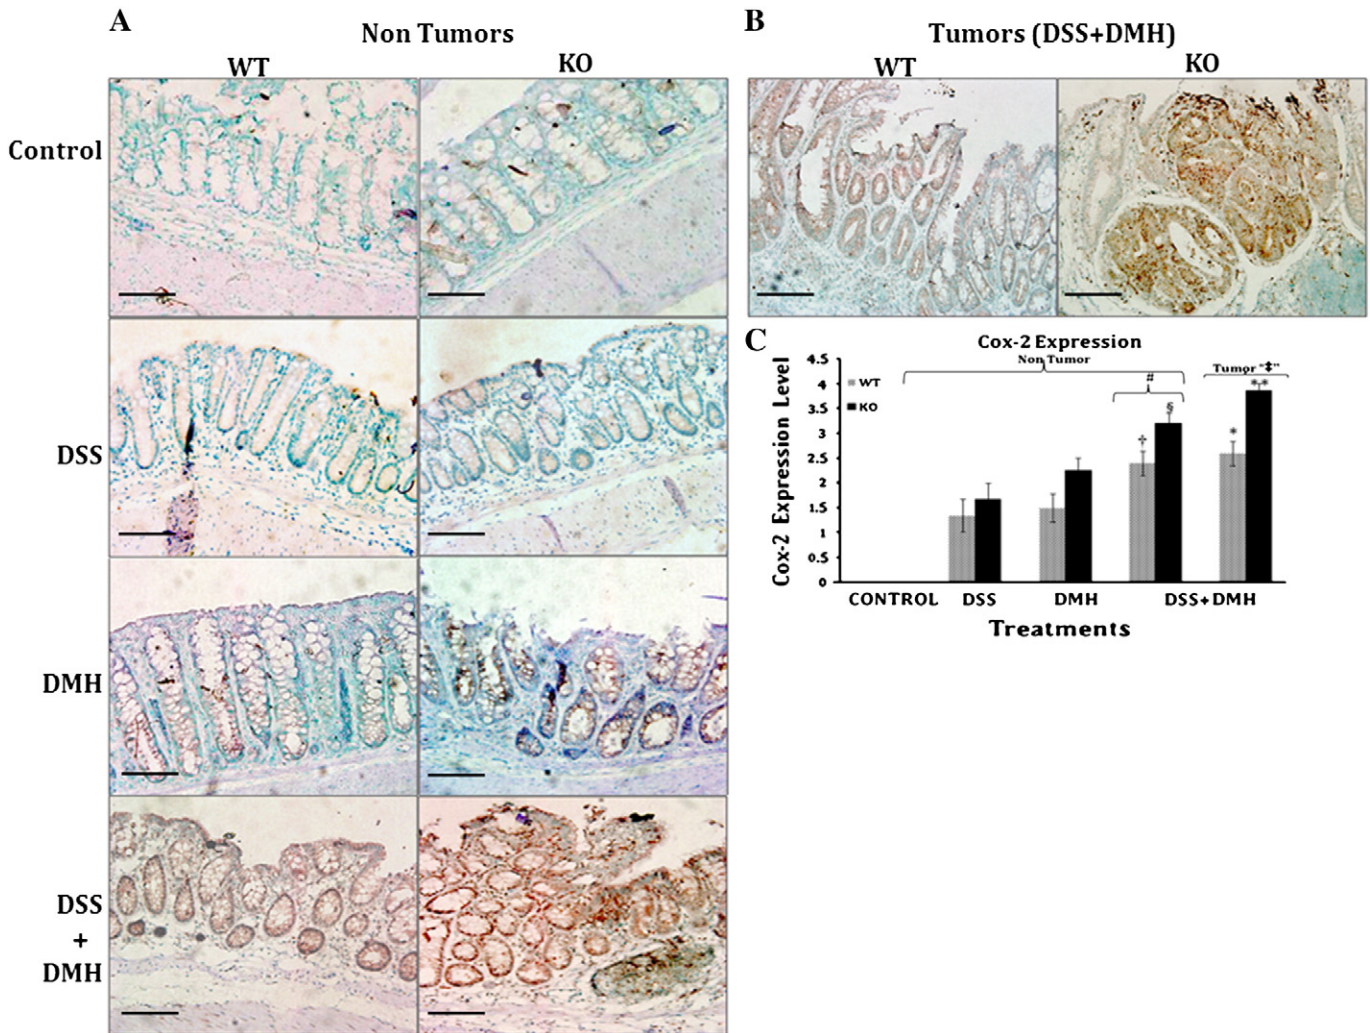 A
Non Tumors
WT
KO
Control
DSS
DMH
DSS
+
DMH
B
Tumors (DSS+DMH)
WT
KO
C
Cox-2 Expression
Non Tumor
Tumor "‡"
WT
KO
#
†
§
*
**
Cox-2 Expression Level
4.5
4
3.5
3
2.5
2
1.5
1
0.5
0
CONTROL
DSS
DMH
DSS+DMH
Treatments